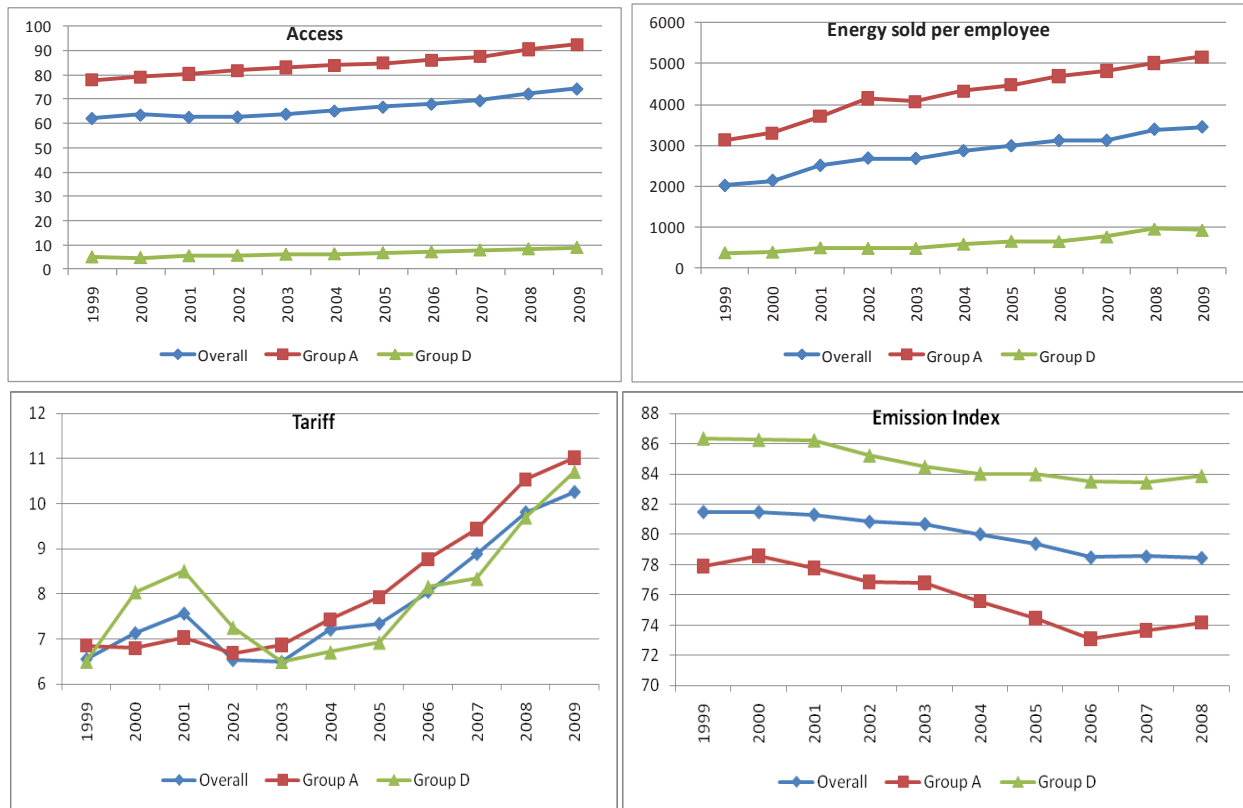 Access
100
90
80
70
60
50
40
30
20
10
0
1999 2000 2001 2002 2003 2004 2005 2006 2007 2008 2009
Overall Group A Group D
Energy sold per employee
6000
5000
4000
3000
2000
1000
0
1999 2000 2001 2002 2003 2004 2005 2006 2007 2008 2009
Overall Group A Group D
Tariff
12
11
10
9
8
7
6
1999 2000 2001 2002 2003 2004 2005 2006 2007 2008 2009
Overall Group A Group D
Emission Index
88
86
84
82
80
78
76
74
72
70
1999 2000 2001 2002 2003 2004 2005 2006 2007 2008
Overall Group A Group D